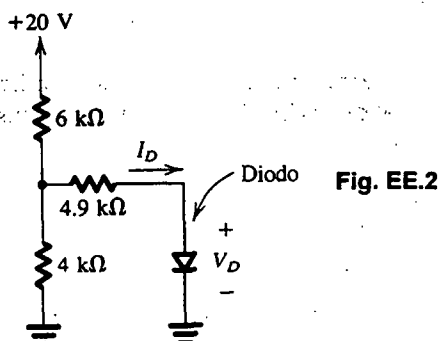 +20 V
6 kΩ
I_D
Diodo
Fig. EE.2
4.9 kΩ
+
4 kΩ
V_D
−